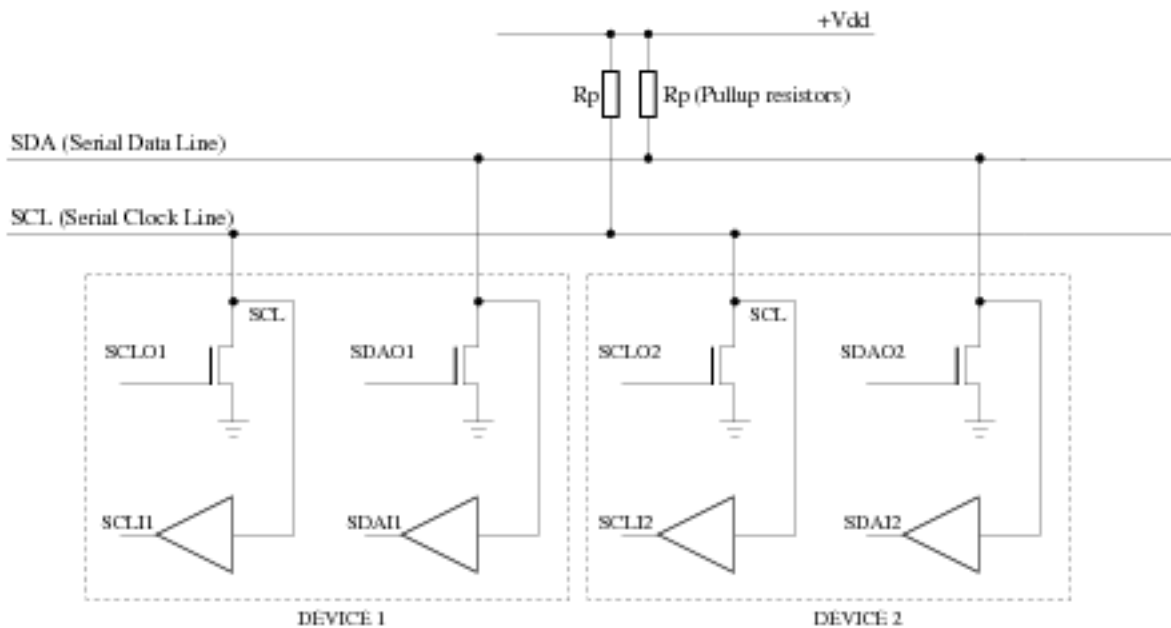 +Vdd
Rp
Rp (Pullup resistors)
SDA (Serial Data Line)
SCL (Serial Clock Line)
SCL
SCL
SCLO1
SDAO1
SCLO2
SDAO2
SCLI1
SDAI1
SCLI2
SDAI2
DEVICE 1
DEVICE 2